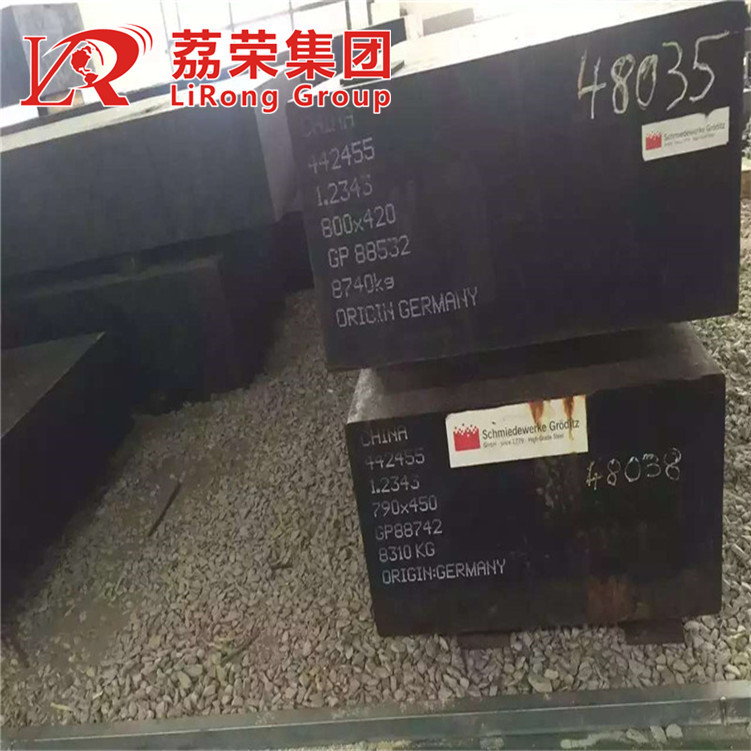 LR 荔荣集团
LiRong Group
48035
Schmiedewerke Gröditz
CHINA
442455
1.2343
800x420
GP 88532
8740kg
ORIGIN GERMANY
Schmiedewerke Gröditz
CHINA
442455
1.2343
790x450
GP88742
8310 KG
ORIGIN:GERMANY
48038